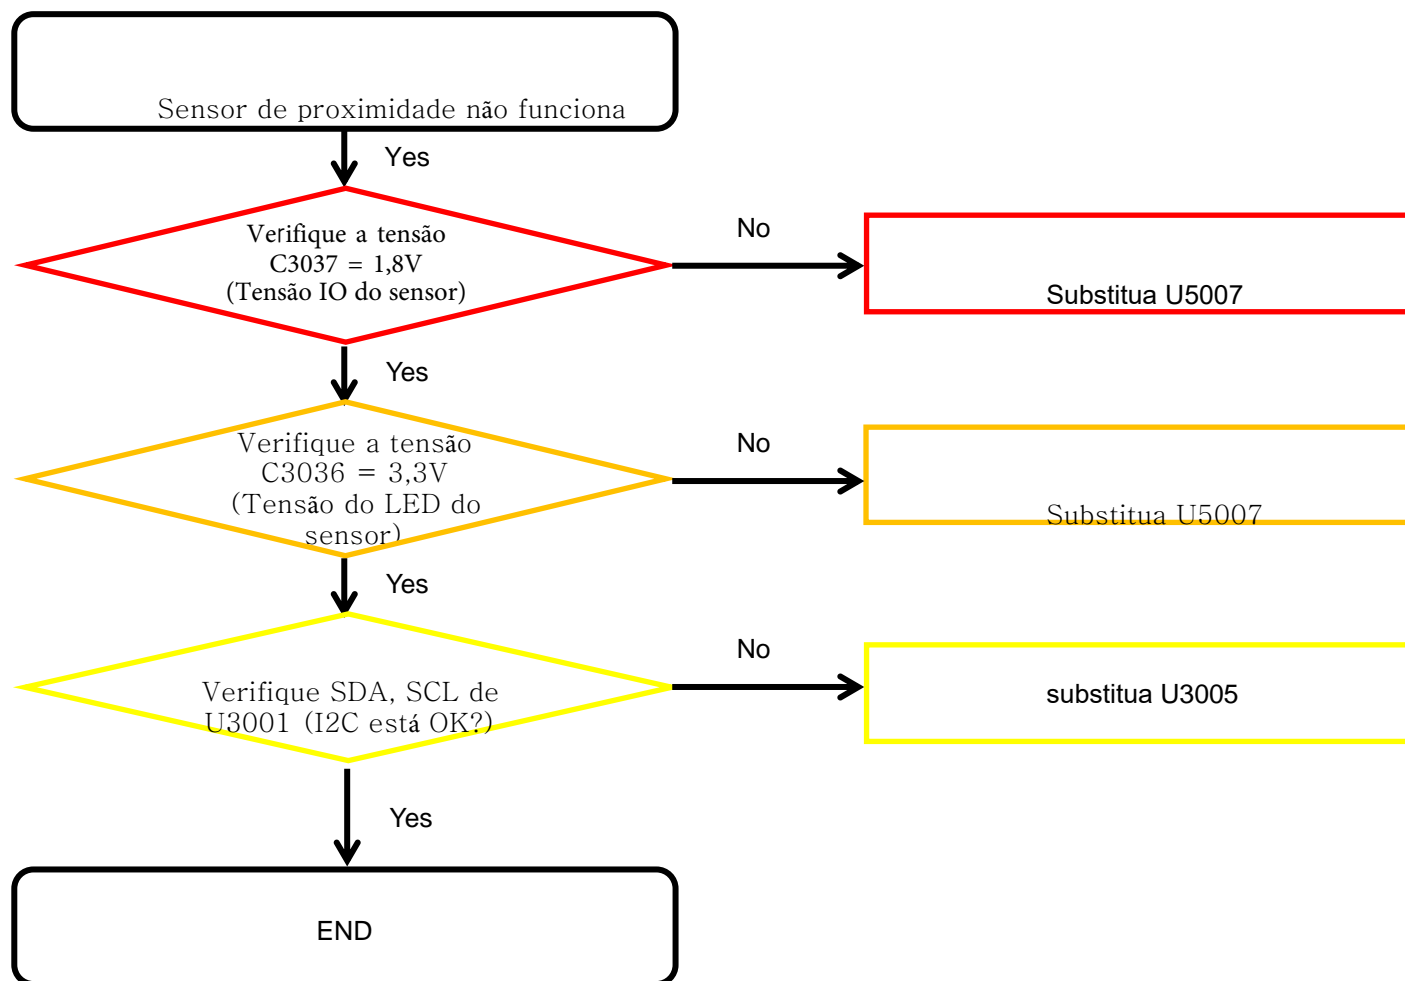 Sensor de proximidade não funciona
Yes
Verifique a tensão
C3037 = 1,8V
(Tensão IO do sensor)
No
Substitua U5007
Yes
Verifique a tensão
C3036 = 3,3V
(Tensão do LED do
sensor)
No
Substitua U5007
Yes
Verifique SDA, SCL de
U3001 (I2C está OK?)
No
substitua U3005
Yes
END